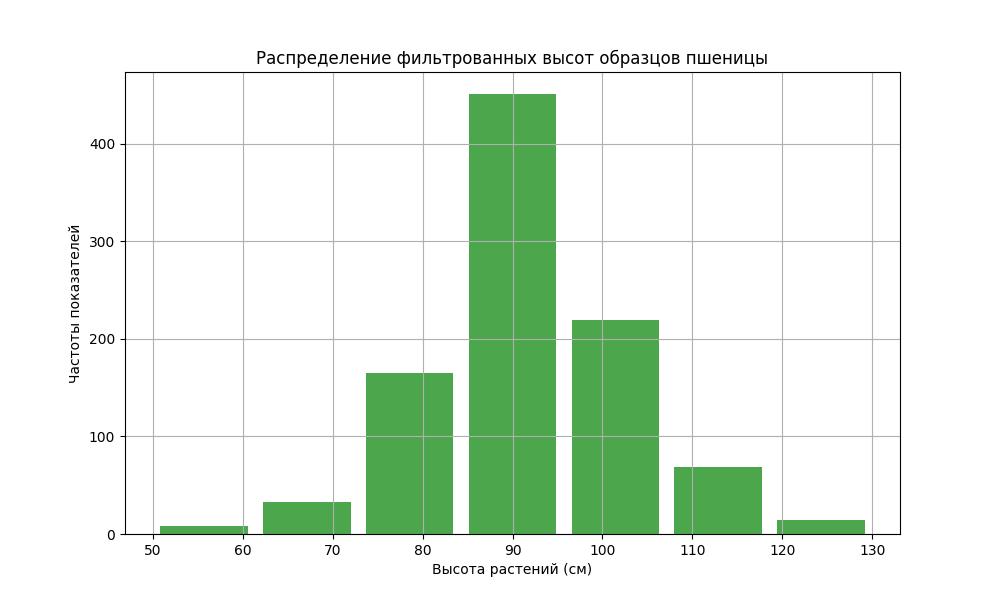 Распределение фильтрованных высот образцов пшеницы
Частоты показателей
400
300
200
100
0
50 60 70 80 90 100 110 120 130
Высота растений (см)